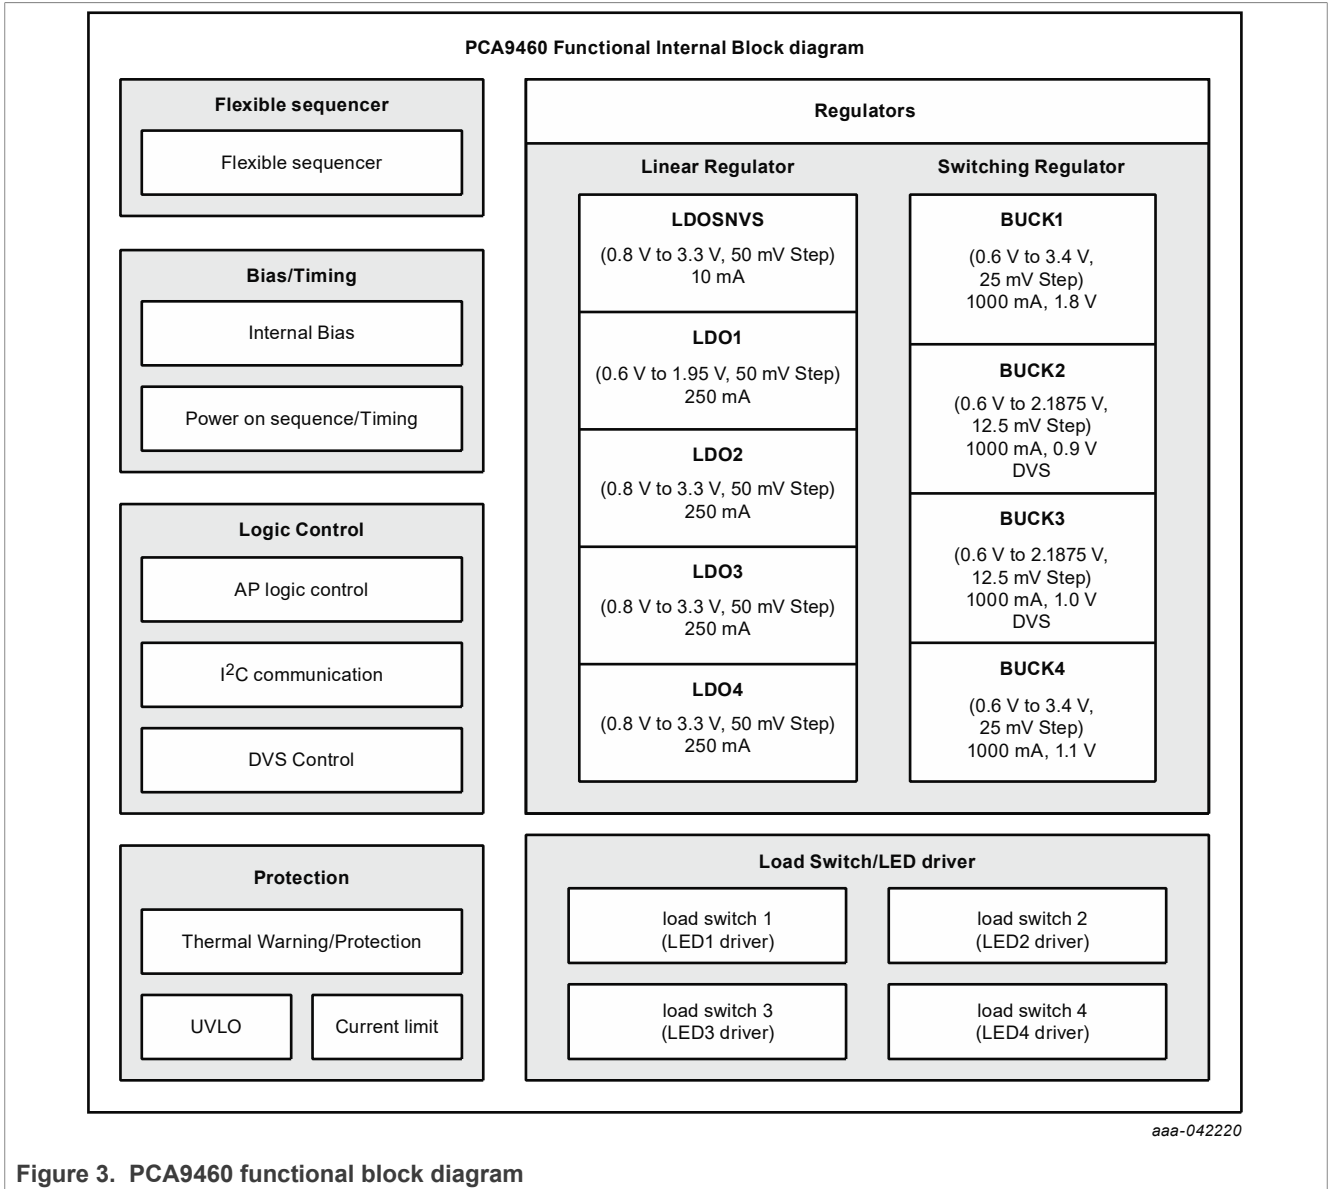 PCA9460 Functional Internal Block diagram
Flexible sequencer
Flexible sequencer
Bias/Timing
Internal Bias
Power on sequence/Timing
Logic Control
AP logic control
I²C communication
DVS Control
Protection
Thermal Warning/Protection
UVLO
Current limit
Regulators
Linear Regulator
LDOSNVS
(0.8 V to 3.3 V, 50 mV Step)
10 mA
LDO1
(0.6 V to 1.95 V, 50 mV Step)
250 mA
LDO2
(0.8 V to 3.3 V, 50 mV Step)
250 mA
LDO3
(0.8 V to 3.3 V, 50 mV Step)
250 mA
LDO4
(0.8 V to 3.3 V, 50 mV Step)
250 mA
Switching Regulator
BUCK1
(0.6 V to 3.4 V,
25 mV Step)
1000 mA, 1.8 V
BUCK2
(0.6 V to 2.1875 V,
12.5 mV Step)
1000 mA, 0.9 V
DVS
BUCK3
(0.6 V to 2.1875 V,
12.5 mV Step)
1000 mA, 1.0 V
DVS
BUCK4
(0.6 V to 3.4 V,
25 mV Step)
1000 mA, 1.1 V
Load Switch/LED driver
load switch 1
(LED1 driver)
load switch 2
(LED2 driver)
load switch 3
(LED3 driver)
load switch 4
(LED4 driver)
aaa-042220
Figure 3. PCA9460 functional block diagram